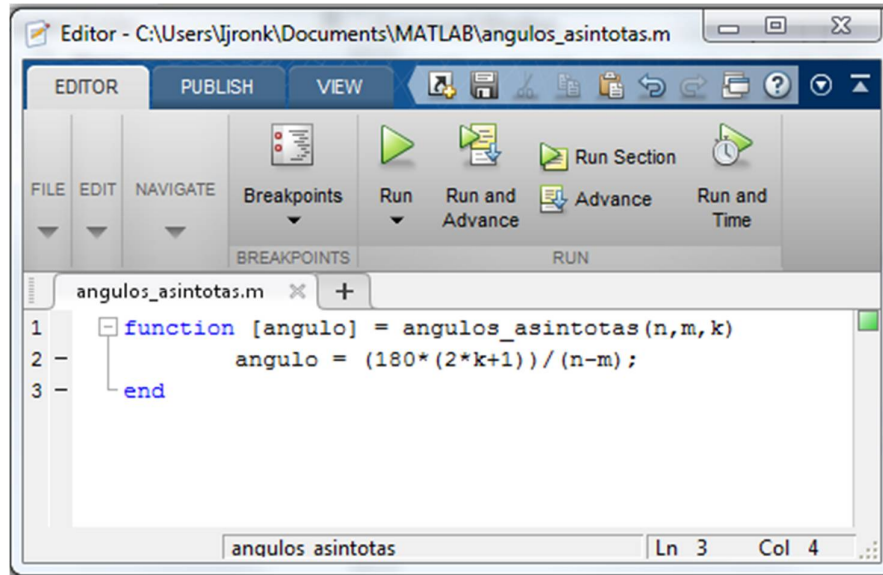 Editor - C:\Users\Ijronk\Documents\MATLAB\angulos_asintotas.m
EDITOR PUBLISH VIEW
FILE EDIT NAVIGATE Breakpoints Run Run and Advance Run Section Advance Run and Time
BREAKPOINTS RUN
angulos_asintotas.m
1 function [angulo] = angulos_asintotas(n,m,k)
2 angulo = (180*(2*k+1))/(n-m);
3 end
angulos asintotas Ln 3 Col 4